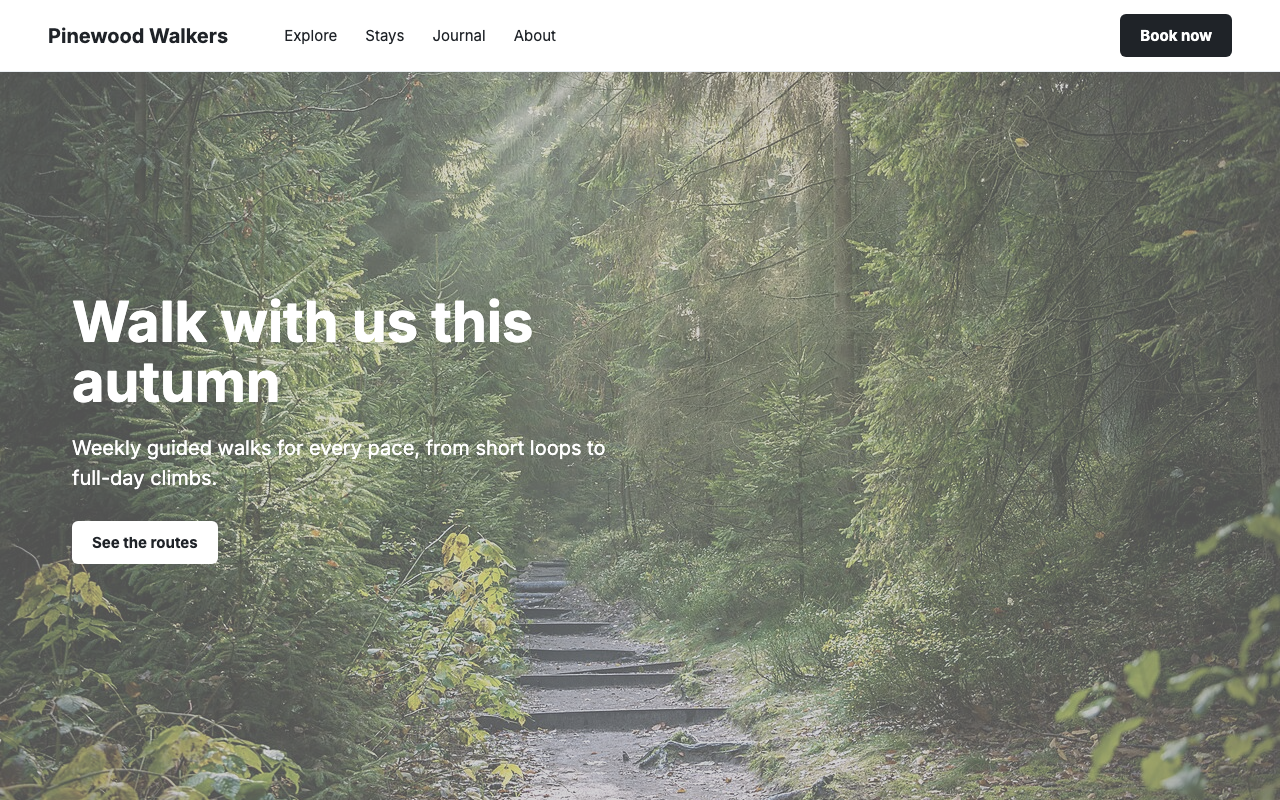 Pinewood Walkers
Explore
Stays
Journal
About
Book now
Walk with us this
autumn
Weekly guided walks for every pace, from short loops to
full-day climbs.
See the routes